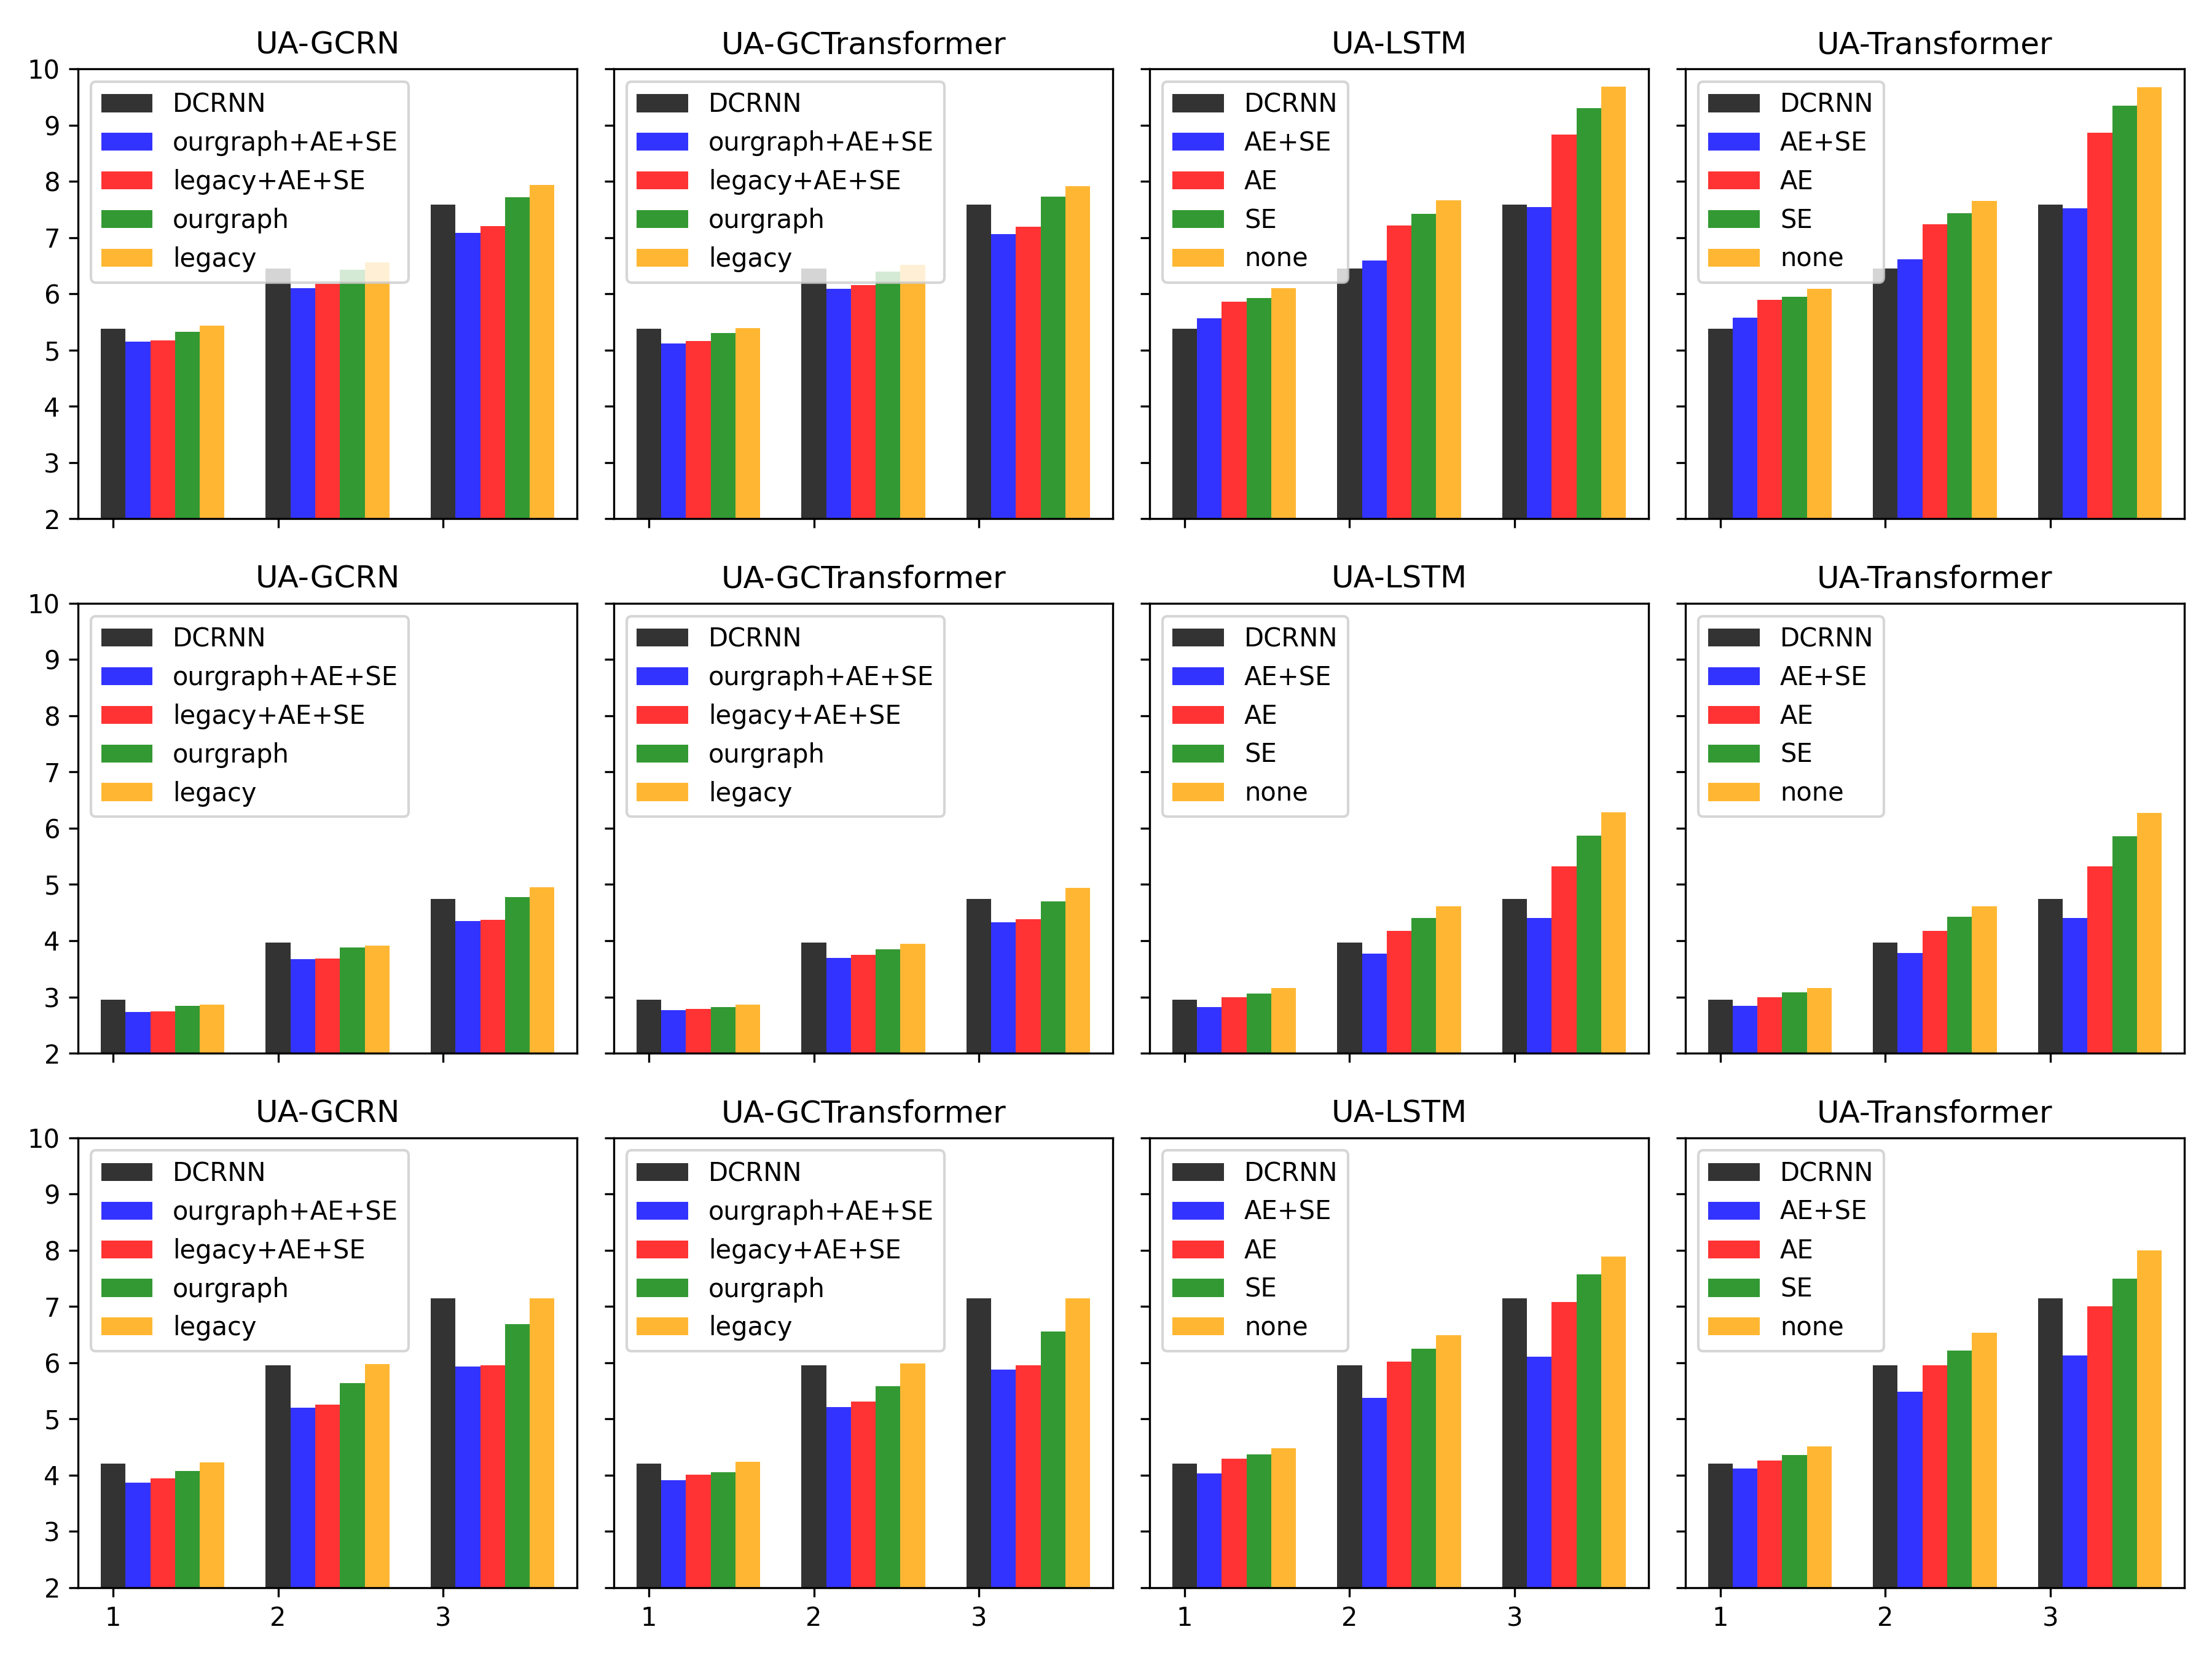 UA-GCRN
10
9
8
7
6
5
4
3
2
DCRNN
ourgraph+AE+SE
legacy+AE+SE
ourgraph
legacy
UA-GCTransformer
DCRNN
ourgraph+AE+SE
legacy+AE+SE
ourgraph
legacy
UA-LSTM
DCRNN
AE+SE
AE
SE
none
UA-Transformer
DCRNN
AE+SE
AE
SE
none
UA-GCRN
10
9
8
7
6
5
4
3
2
DCRNN
ourgraph+AE+SE
legacy+AE+SE
ourgraph
legacy
UA-GCTransformer
DCRNN
ourgraph+AE+SE
legacy+AE+SE
ourgraph
legacy
UA-LSTM
DCRNN
AE+SE
AE
SE
none
UA-Transformer
DCRNN
AE+SE
AE
SE
none
UA-GCRN
10
9
8
7
6
5
4
3
2
DCRNN
ourgraph+AE+SE
legacy+AE+SE
ourgraph
legacy
1 2 3
UA-GCTransformer
DCRNN
ourgraph+AE+SE
legacy+AE+SE
ourgraph
legacy
1 2 3
UA-LSTM
DCRNN
AE+SE
AE
SE
none
1 2 3
UA-Transformer
DCRNN
AE+SE
AE
SE
none
1 2 3